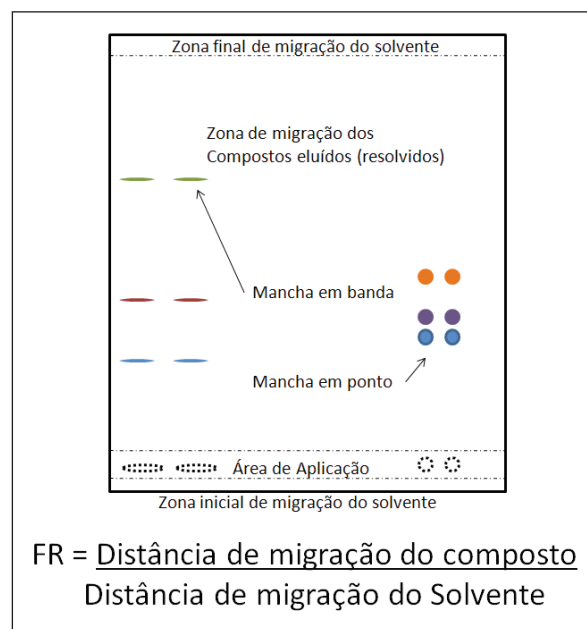 Zona final de migração do solvente
Zona de migração dos
Compostos eluídos (resolvidos)
Mancha em banda
Mancha em ponto
Área de Aplicação
Zona inicial de migração do solvente
FR = Distância de migração do composto
Distância de migração do Solvente